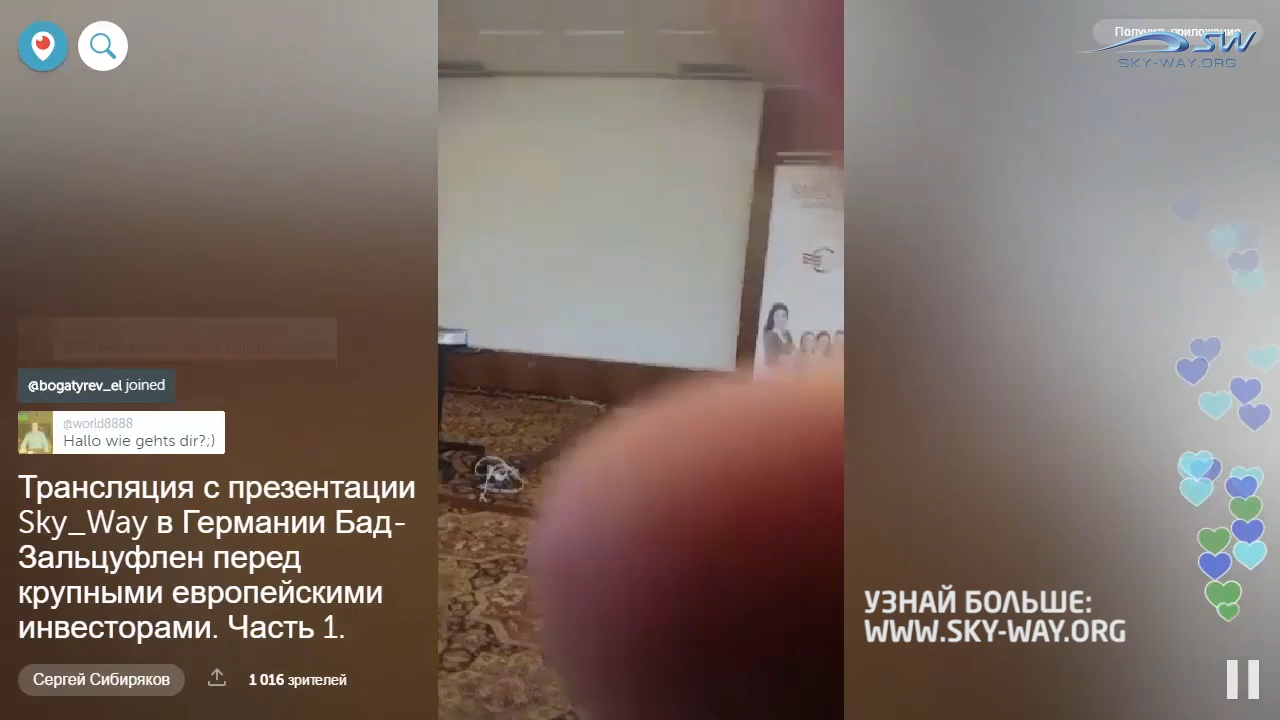 Получить приложение
SW
SKY-WAY.ORG
@bogatyrev_el joined
@world8888
Hallo wie gehts dir?;)
Трансляция с презентации
Sky_Way в Германии Бад-
Зальцуфлен перед
крупными европейскими
инвесторами. Часть 1.
Сергей Сибиряков
1 016 зрителей
УЗНАЙ БОЛЬШЕ:
WWW.SKY-WAY.ORG